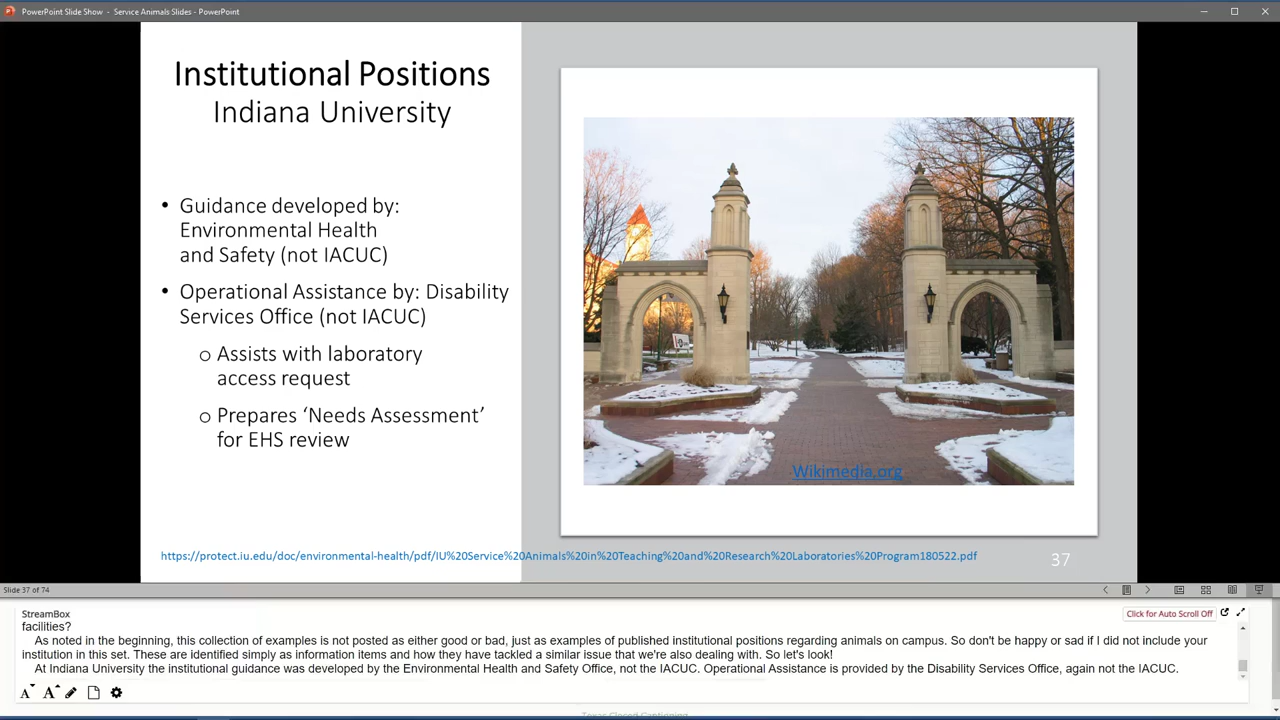 PowerPoint Slide Show - Service Animals Slides - PowerPoint
Institutional Positions
Indiana University
• Guidance developed by:
Environmental Health
and Safety (not IACUC)
• Operational Assistance by: Disability
Services Office (not IACUC)
o Assists with laboratory
access request
o Prepares ‘Needs Assessment’
for EHS review
Wikimedia.org
https://protect.iu.edu/doc/environmental-health/pdf/IU%20Service%20Animals%20in%20Teaching%20and%20Research%20Laboratories%20Program180522.pdf
37
Slide 37 of 74
StreamBox
Click for Auto Scroll Off
facilities?
As noted in the beginning, this collection of examples is not posted as either good or bad, just as examples of published institutional positions regarding animals on campus. So don't be happy or sad if I did not include your
institution in this set. These are identified simply as information items and how they have tackled a similar issue that we're also dealing with. So let's look!
At Indiana University the institutional guidance was developed by the Environmental Health and Safety Office, not the IACUC. Operational Assistance is provided by the Disability Services Office, again not the IACUC.
A A
Texas Closed Captioning